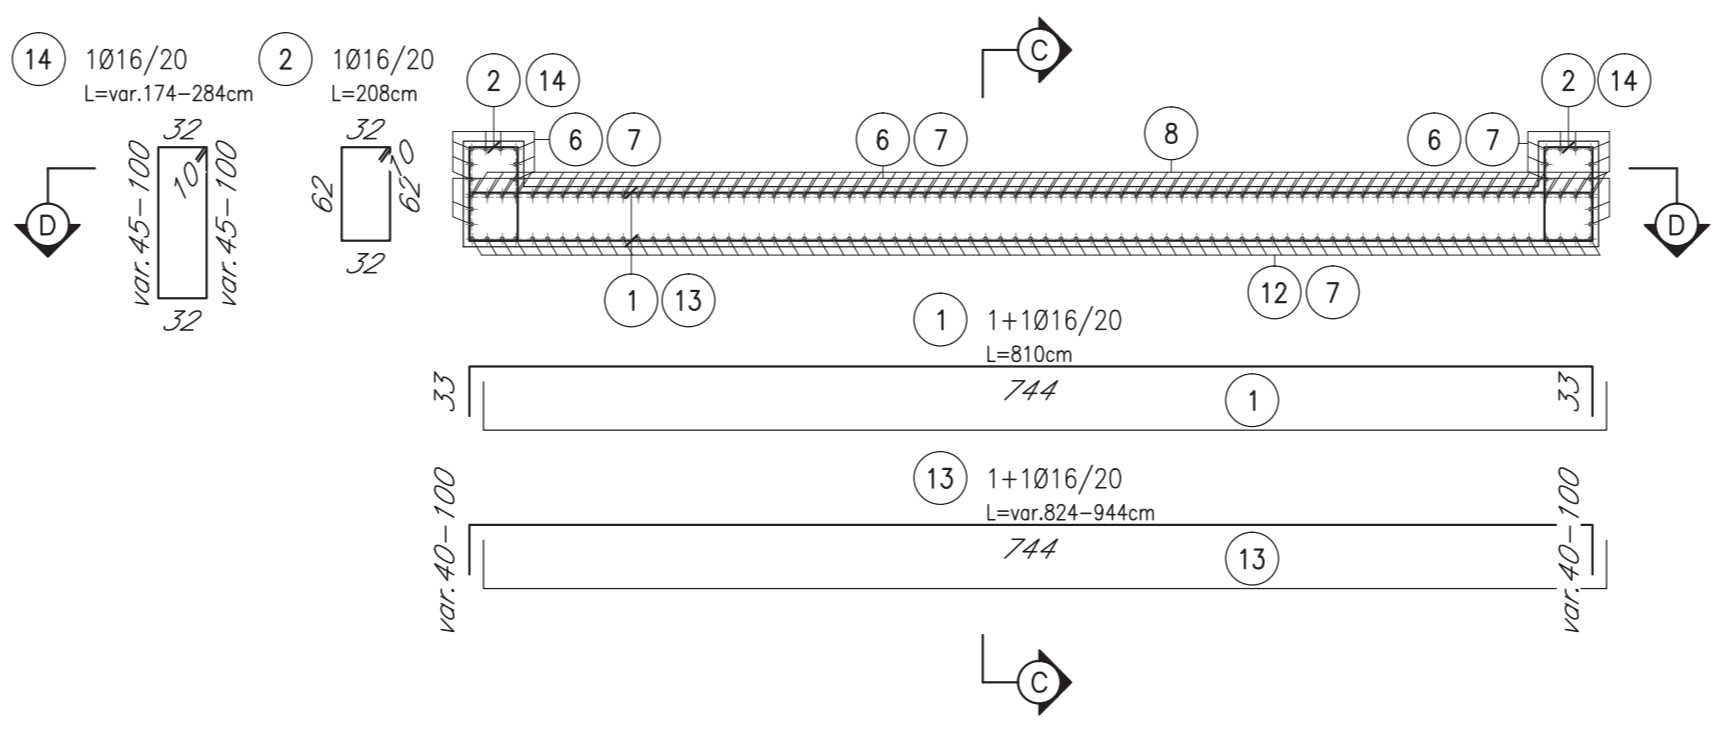 14 1Ø16/20
L=var.174-284cm
32
var.45-100
10
var.45-100
32
2 1Ø16/20
L=208cm
32
62
10
62
32
C
D
2 14
6 7
6 7
8
6 7
2 14
D
1 13
12 7
1 1+1Ø16/20
L=810cm
33
744
1
33
13 1+1Ø16/20
L=var.824-944cm
var.40-100
744
13
var.40-100
C